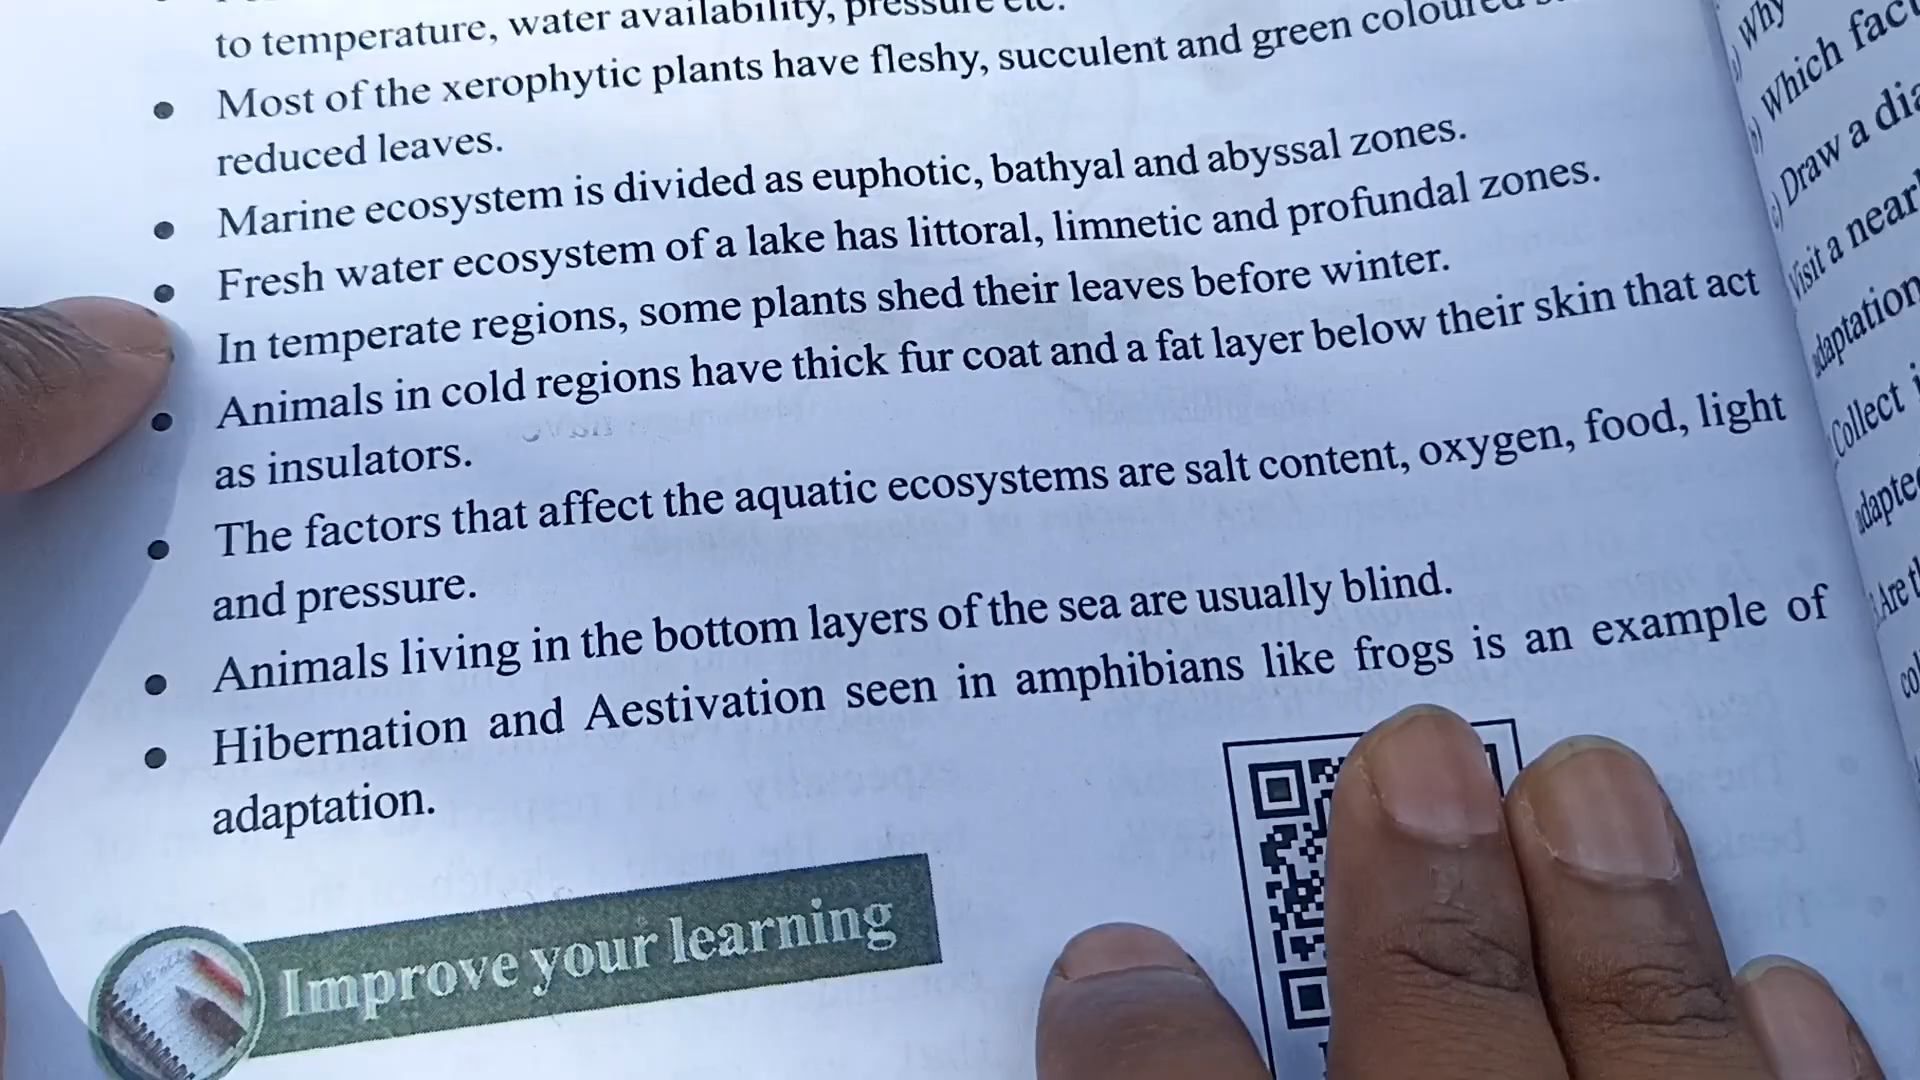 to temperature, water availability, pressure etc.
• Most of the xerophytic plants have fleshy, succulent and green coloured
reduced leaves.
• Marine ecosystem is divided as euphotic, bathyal and abyssal zones.
• Fresh water ecosystem of a lake has littoral, limnetic and profundal zones.
In temperate regions, some plants shed their leaves before winter.
• Animals in cold regions have thick fur coat and a fat layer below their skin that act
as insulators.
• The factors that affect the aquatic ecosystems are salt content, oxygen, food, light
and pressure.
• Animals living in the bottom layers of the sea are usually blind.
• Hibernation and Aestivation seen in amphibians like frogs is an example of
adaptation.
Improve your learning
Why
b) Which
c) Draw a
Visit a
Collect
Are